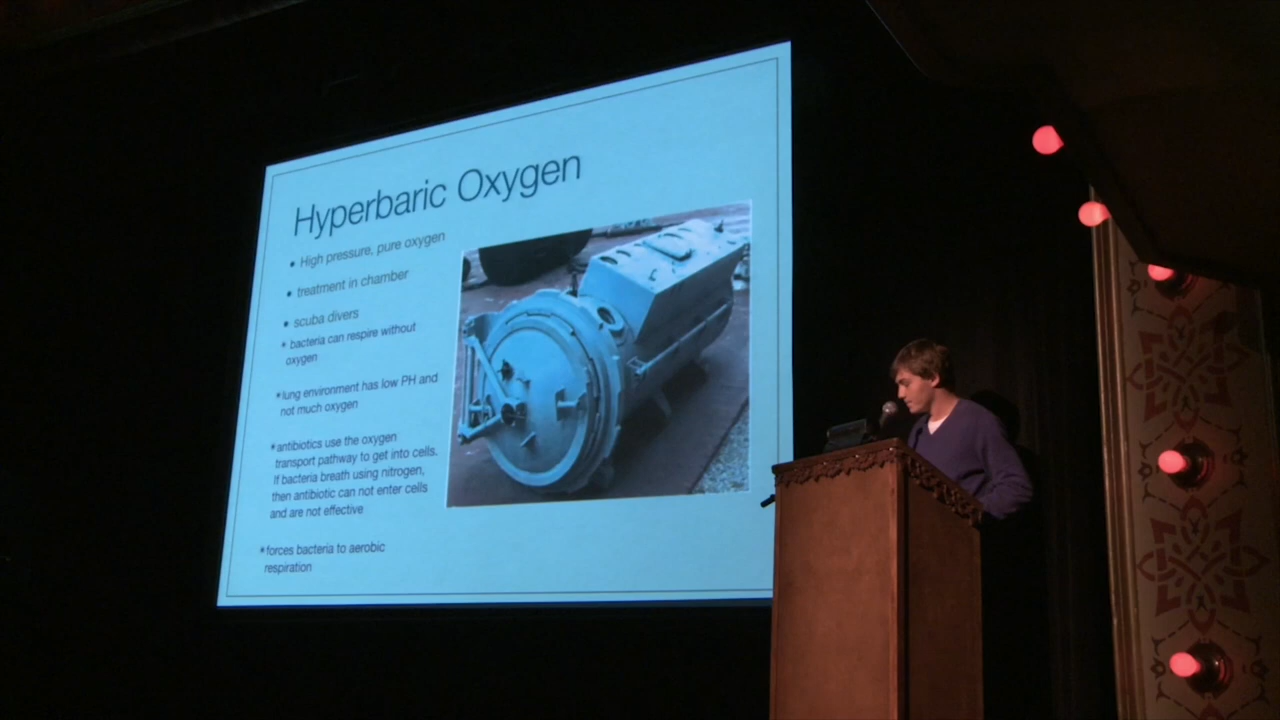 Hyperbaric Oxygen
• High pressure, pure oxygen
• treatment in chamber
• scuba divers
* bacteria can respire without
oxygen
*lung environment has low PH and
not much oxygen
*antibiotics use the oxygen
transport pathway to get into cells.
If bacteria breath using nitrogen,
then antibiotic can not enter cells
and are not effective
*forces bacteria to aerobic
respiration